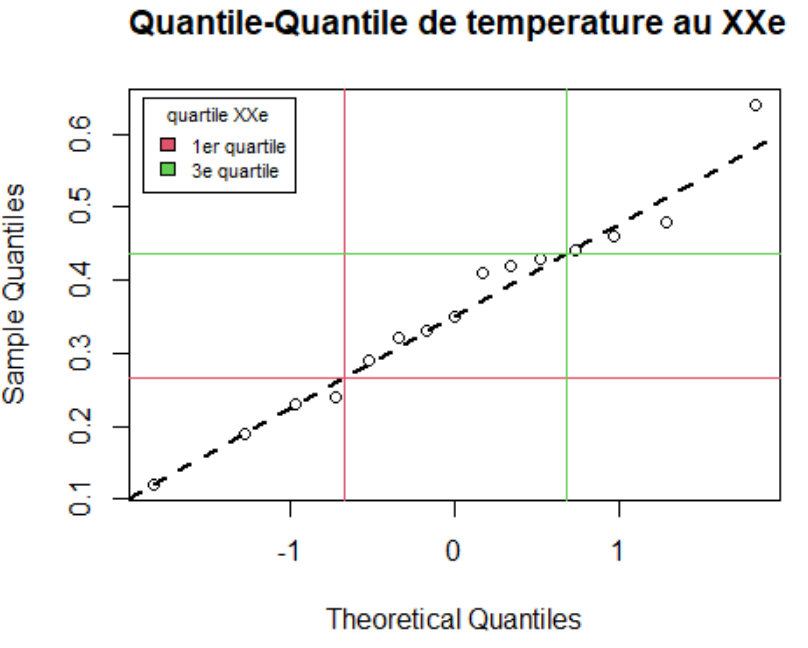 Quantile-Quantile de temperature au XXe
quartile XXe
1er quartile
3e quartile
Sample Quantiles
0.6
0.5
0.4
0.3
0.2
0.1
-1 0 1
Theoretical Quantiles